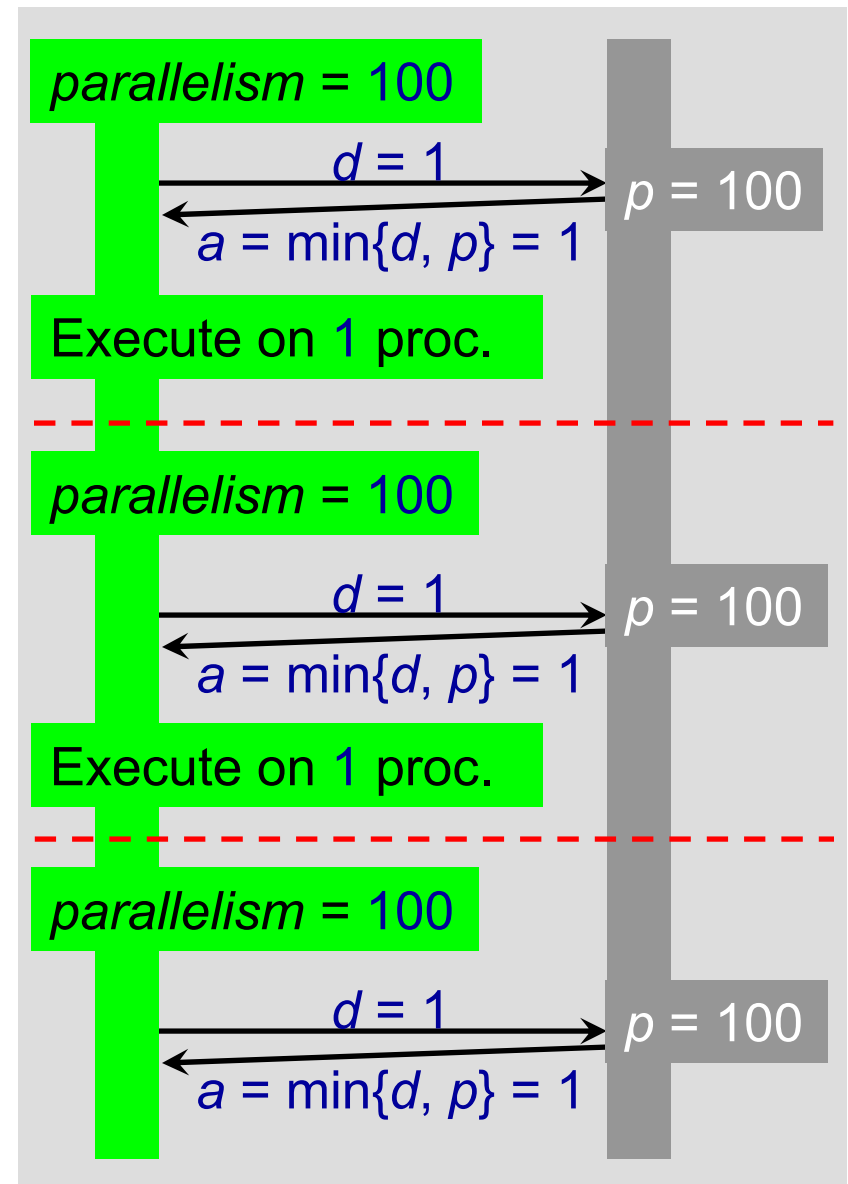 parallelism = 100
d = 1
p = 100
a = min{d, p} = 1
Execute on 1 proc.
parallelism = 100
d = 1
p = 100
a = min{d, p} = 1
Execute on 1 proc.
parallelism = 100
d = 1
p = 100
a = min{d, p} = 1